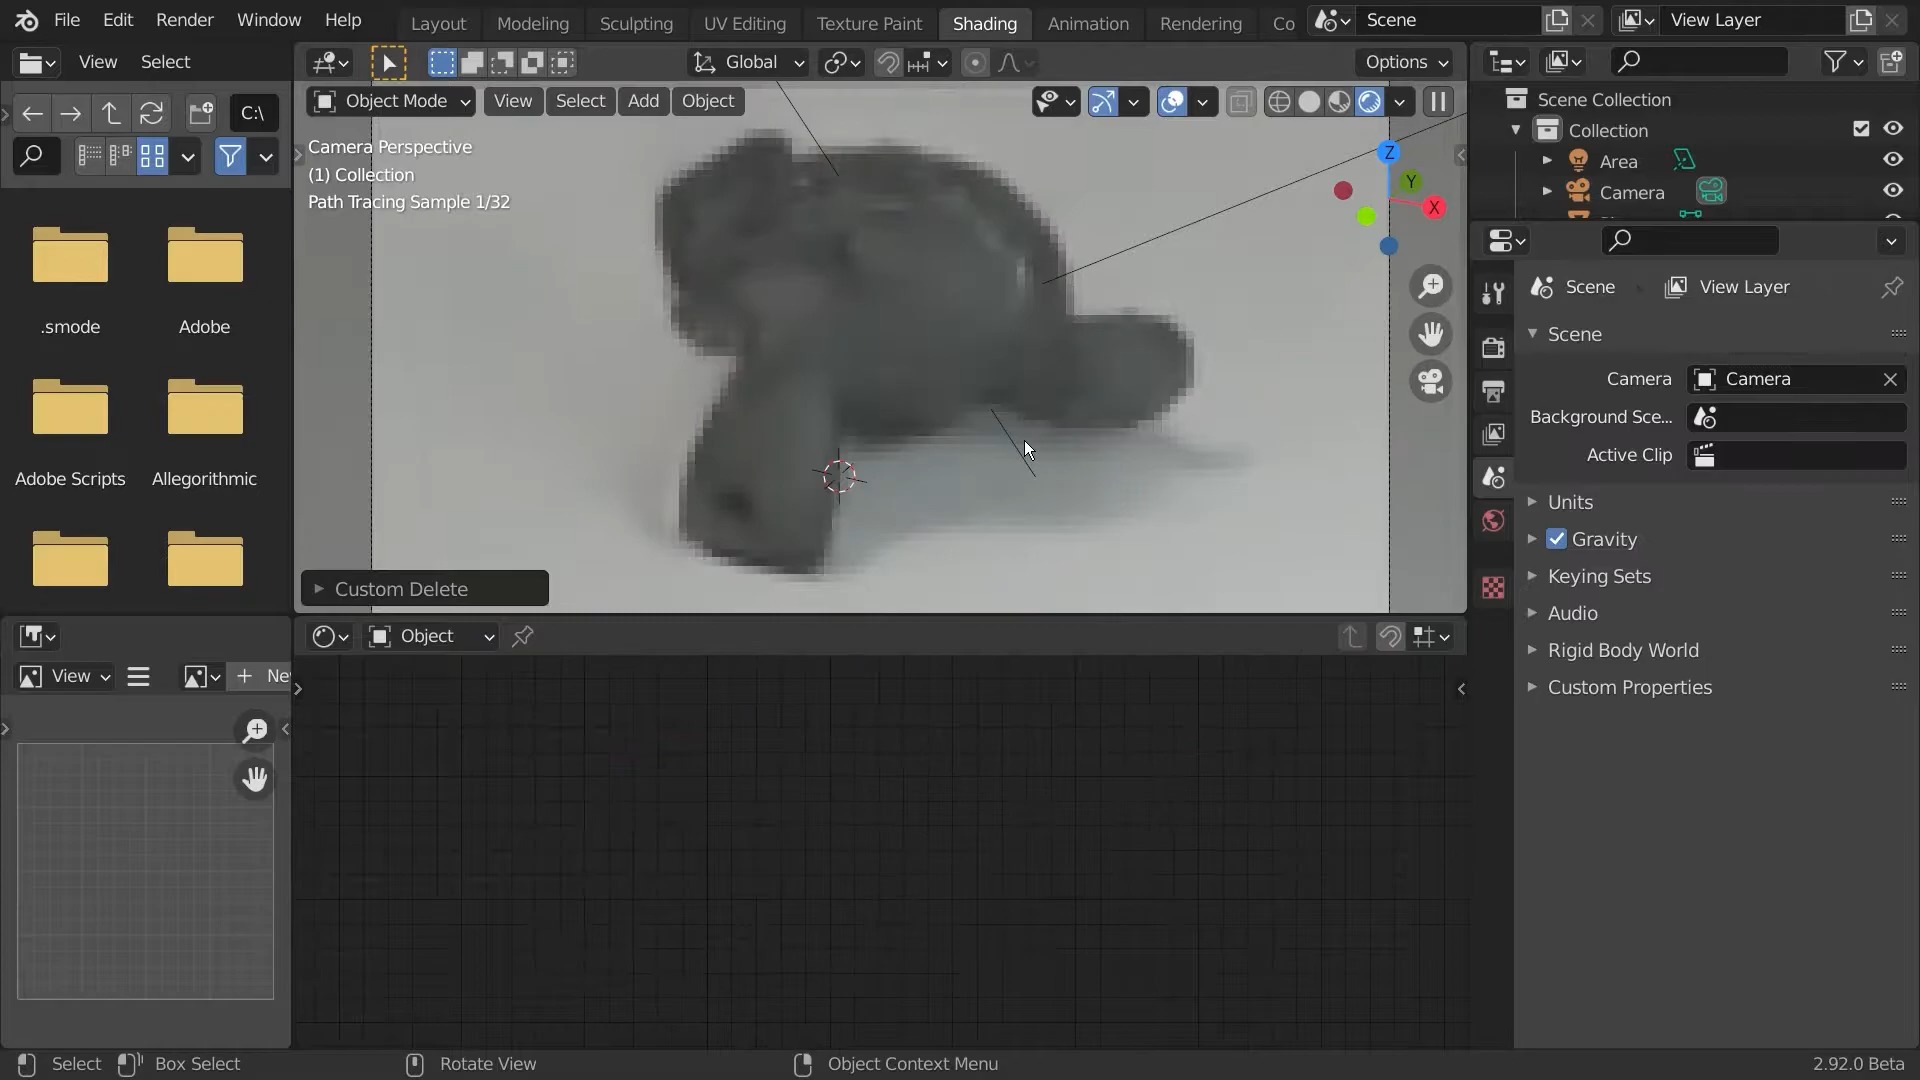 File Edit Render Window Help Layout Modeling Sculpting UV Editing Texture Paint Shading Animation Rendering Co Scene View Layer
View Select Global Options
C:\ Object Mode View Select Add Object Scene Collection
Collection
Camera Perspective Z Area
(1) Collection Y Camera
Path Tracing Sample 1/32 X
Scene View Layer
.smode Adobe Scene
Camera Camera
Background Sce...
Active Clip
Adobe Scripts Allegorithmic
Units
Gravity
Keying Sets
Custom Delete
Audio
Object
Rigid Body World
View Ne
Custom Properties
Select Box Select Rotate View Object Context Menu 2.92.0 Beta